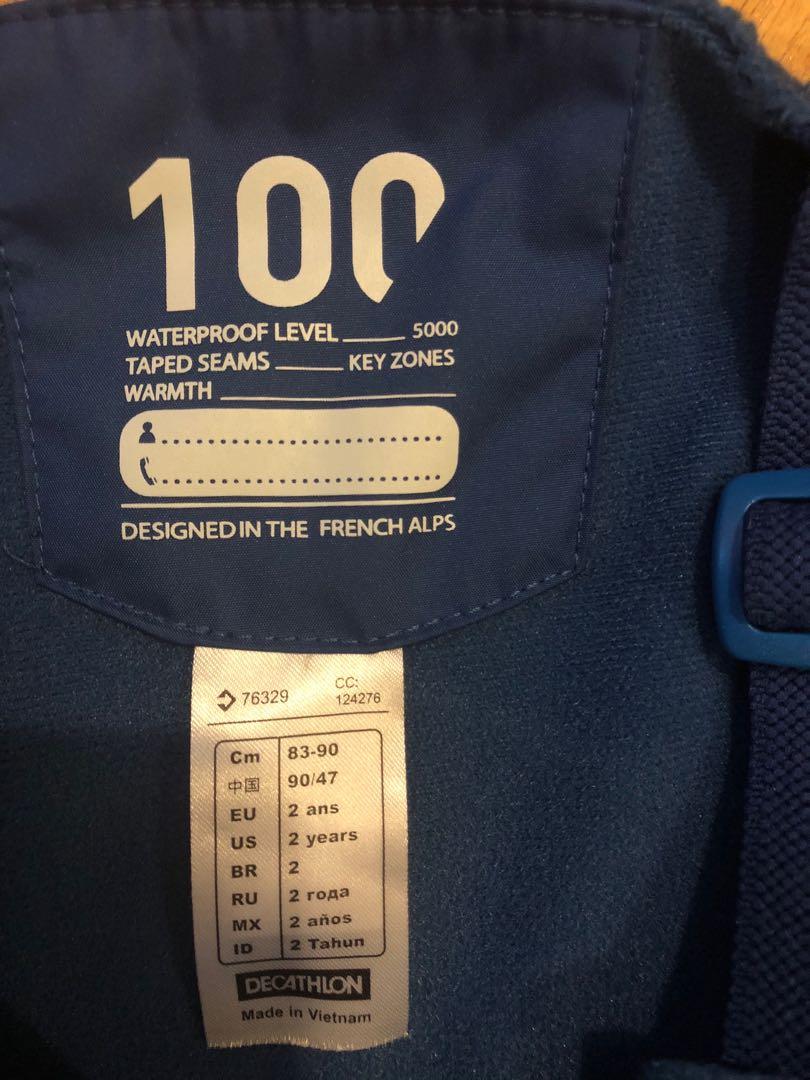 100
WATERPROOF LEVEL 5000
TAPED SEAMS KEY ZONES
WARMTH
DESIGNED IN THE FRENCH ALPS
76329 CC: 124276
Cm 83-90
中国 90/47
EU 2 ans
US 2 years
BR 2
RU 2 года
MX 2 años
ID 2 Tahun
DECATHLON
Made in Vietnam